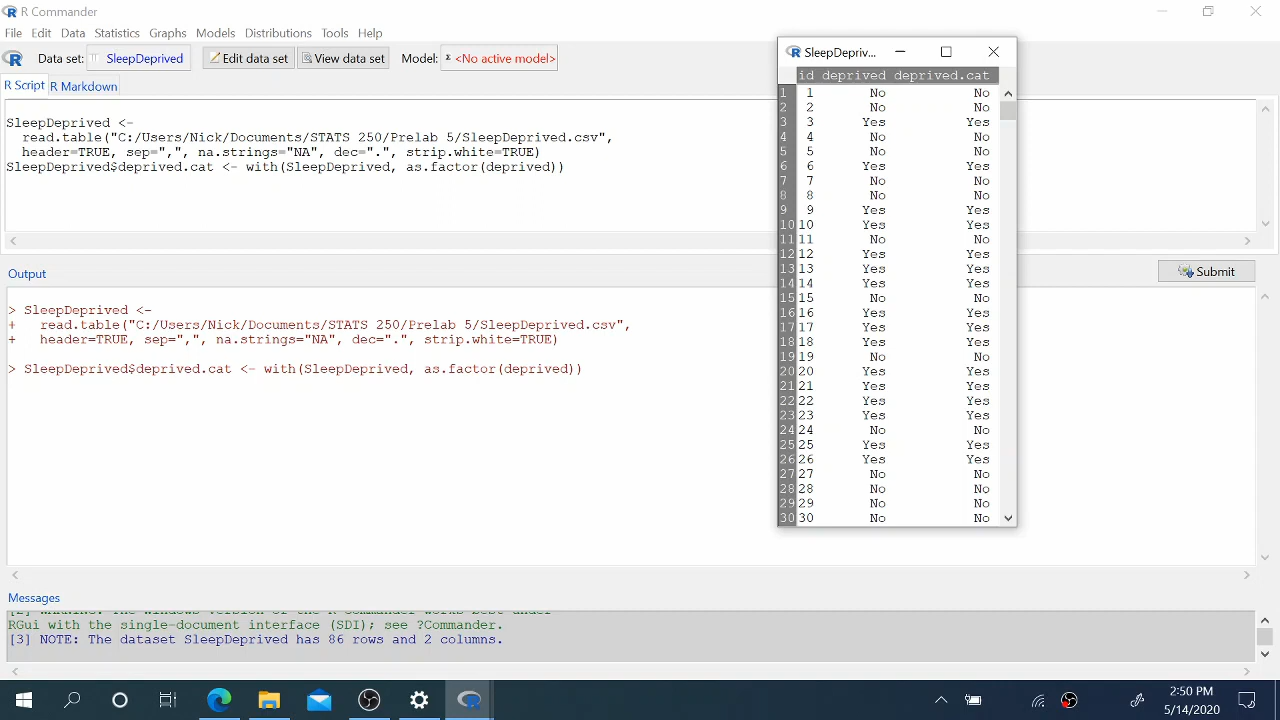 R Commander
File Edit Data Statistics Graphs Models Distributions Tools Help
Data set: SleepDeprived Edit data set View data set Model: Σ <No active model>
R Script R Markdown
SleepDeprived <-
read.table("C:/Users/Nick/Documents/STATS 250/Prelab 5/SleepDeprived.csv",
header=TRUE, sep=",", na.strings="NA", dec=".", strip.white=TRUE)
SleepDeprived$deprived.cat <- with(SleepDeprived, as.factor(deprived))
Output
Submit
> SleepDeprived <-
+ read.table("C:/Users/Nick/Documents/STATS 250/Prelab 5/SleepDeprived.csv",
+ header=TRUE, sep=",", na.strings="NA", dec=".", strip.white=TRUE)
> SleepDeprived$deprived.cat <- with(SleepDeprived, as.factor(deprived))
SleepDepriv...
id deprived deprived.cat
1 1 No No
2 2 No No
3 3 Yes Yes
4 4 No No
5 5 No No
6 6 Yes Yes
7 7 No No
8 8 No No
9 9 Yes Yes
10 10 Yes Yes
11 11 No No
12 12 Yes Yes
13 13 Yes Yes
14 14 Yes Yes
15 15 No No
16 16 Yes Yes
17 17 Yes Yes
18 18 Yes Yes
19 19 No No
20 20 Yes Yes
21 21 Yes Yes
22 22 Yes Yes
23 23 Yes Yes
24 24 No No
25 25 Yes Yes
26 26 Yes Yes
27 27 No No
28 28 No No
29 29 No No
30 30 No No
Messages
[2] WARNING: The Windows version of the R Commander works best under
RGui with the single-document interface (SDI); see ?Commander.
[3] NOTE: The dataset SleepDeprived has 86 rows and 2 columns.
2:50 PM
5/14/2020